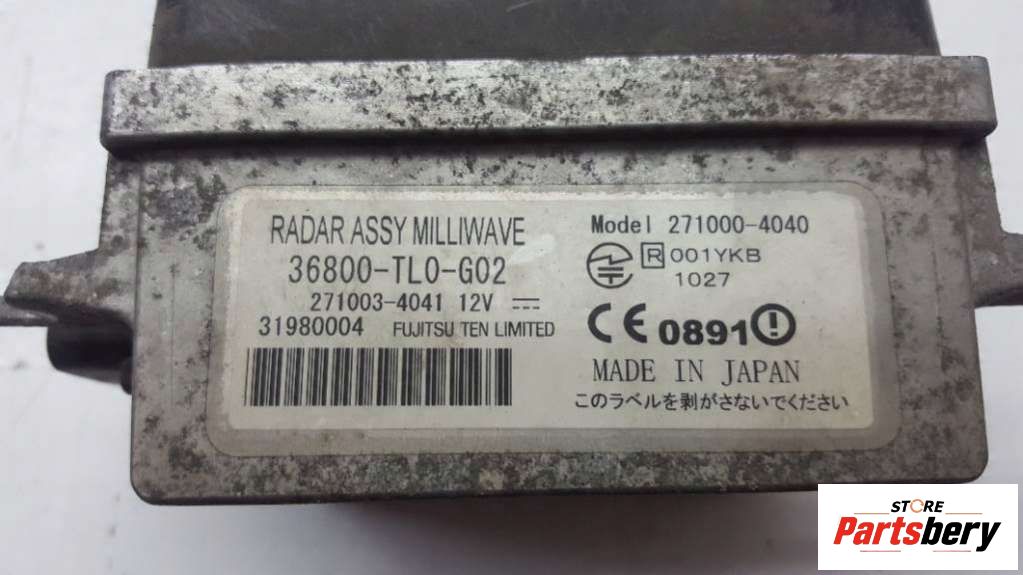 RADAR ASSY MILLIWAVE
36800-TL0-G02
271003-4041 12V
31980004 FUJITSU TEN LIMITED
Model 271000-4040
R 001YKB
1027
CE 0891
MADE IN JAPAN
このラベルを剥がさないでください
STORE
Partsbery